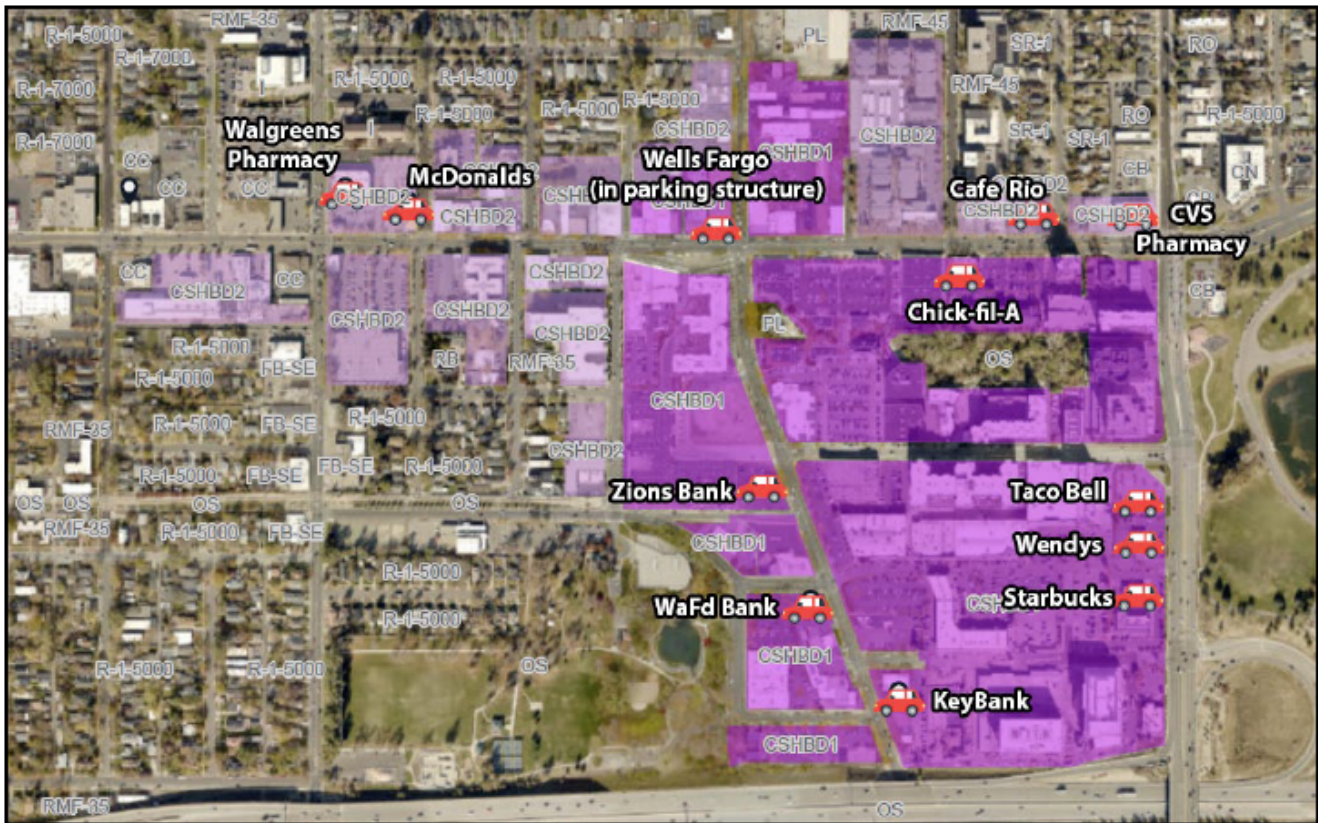 RMF-35
PL
RMF-45
R-1-5000
R-1-7000
I
R-1-5000
R-1-5000
SR-1
RO
R-1-7000
R-1-5000
R-1-5000
R-1-5000
CSHBD2
RMF-45
RO
R-1-5000
R-1-7000
Walgreens
Pharmacy
I
CSHBD1
CSHBD2
SR-1
SR-1
CB
CN
CC
CC
CC
CSHBD2
McDonalds
CSHBD2
Wells Fargo
(in parking structure)
Cafe Rio
CSHBD2
CSHBD2
CVS
Pharmacy
CC
CSHBD2
CC
CSHBD2
CB
Chick-fil-A
CSHBD2
CSHBD2
PL
OS
R-1-5000
FB-SE
RB
RMF-35
R-1-5000
CSHBD1
RMF-35
R-1-5000
FB-SE
R-1-5000
R-1-5000
FB-SE
FB-SE
R-1-5000
CSHBD2
Zions Bank
Taco Bell
OS
OS
OS
OS
RMF-35
R-1-5000
FB-SE
CSHBD1
Wendys
R-1-5000
Starbucks
R-1-5000
WaFd Bank
R-1-5000
R-1-5000
OS
CSHBD1
KeyBank
CSHBD1
RMF-35
OS